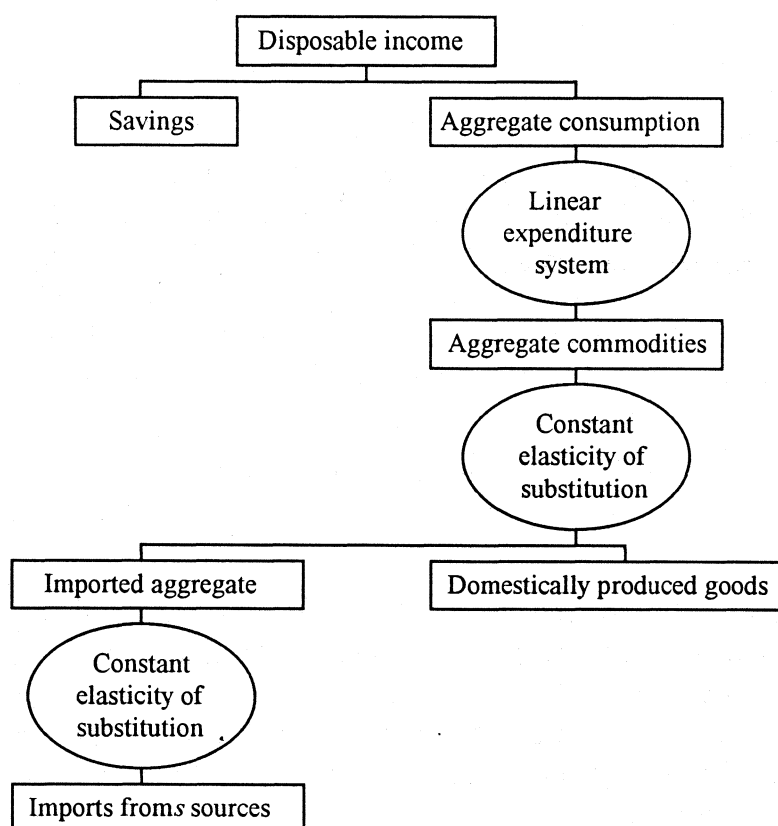 Disposable income
Savings
Aggregate consumption
Linear
expenditure
system
Aggregate commodities
Constant
elasticity of
substitution
Imported aggregate
Domestically produced goods
Constant
elasticity of
substitution
Imports froms sources